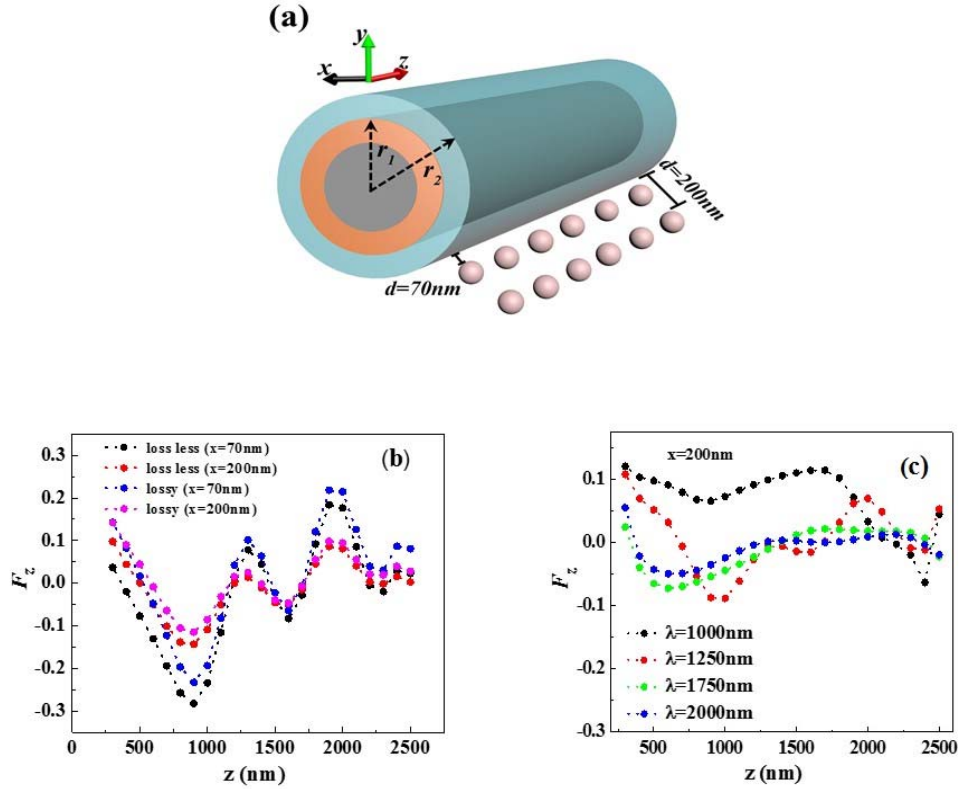 (a)
y
x
z
r1
r2
d=200nm
d=70nm
(b)
loss less (x=70nm)
loss less (x=200nm)
lossy (x=70nm)
lossy (x=200nm)
0.3
0.2
0.1
0.0
-0.1
-0.2
-0.3
Fz
0 500 1000 1500 2000 2500
z (nm)
x=200nm (c)
0.1
0.0
-0.1
-0.2
-0.3
Fz
λ=1000nm
λ=1250nm
λ=1750nm
λ=2000nm
500 1000 1500 2000 2500
z (nm)